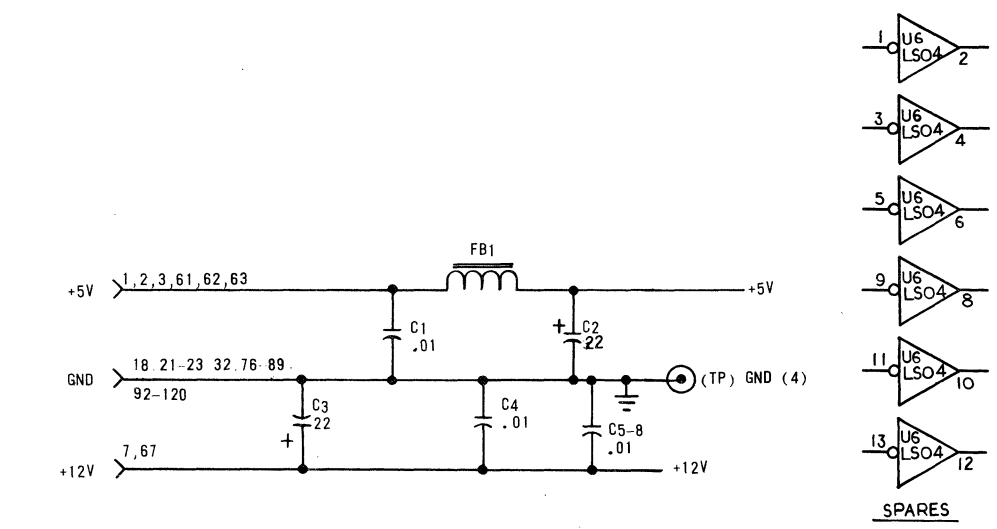 FB1
+5V 1,2,3,61,62,63 +5V
C1
.01
+ C2
22
GND 18 21-23 32,76-89 (TP) GND (4)
92-120
C3
22
+
C4
.01
C5-8
.01
+12V 7,67 +12V
1 U6 LS04 2
3 U6 LS04 4
5 U6 LS04 6
9 U6 LS04 8
11 U6 LS04 10
13 U6 LS04 12
SPARES